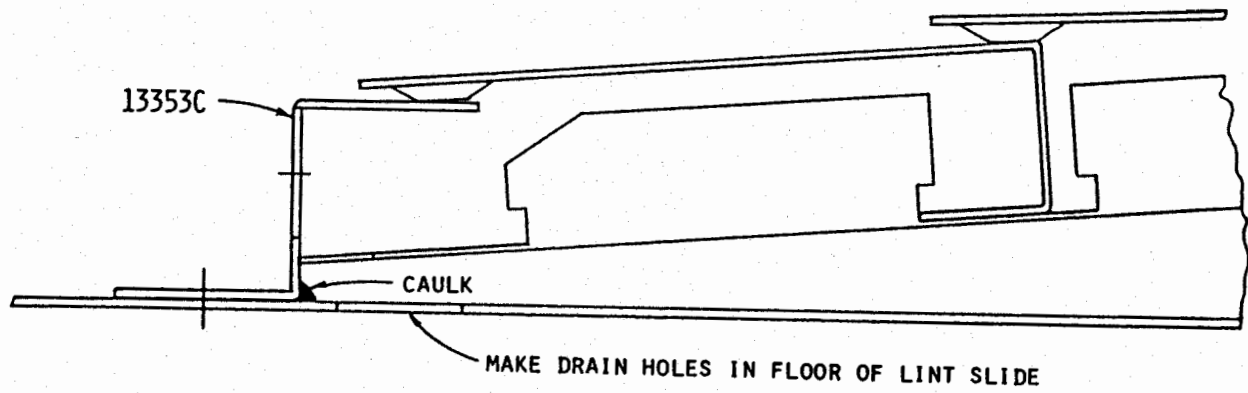 13353C
CAULK
MAKE DRAIN HOLES IN FLOOR OF LINT SLIDE